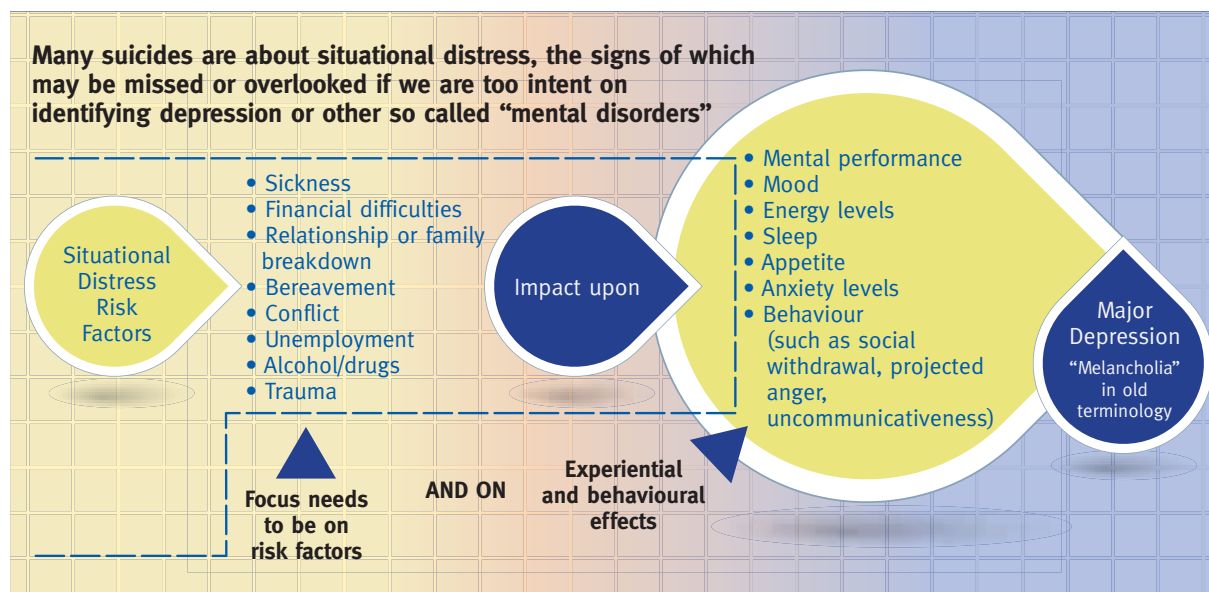 Many suicides are about situational distress, the signs of which
may be missed or overlooked if we are too intent on
identifying depression or other so called “mental disorders”
Situational
Distress
Risk
Factors
• Sickness
• Financial difficulties
• Relationship or family
breakdown
• Bereavement
• Conflict
• Unemployment
• Alcohol/drugs
• Trauma
Impact upon
• Mental performance
• Mood
• Energy levels
• Sleep
• Appetite
• Anxiety levels
• Behaviour
(such as social
withdrawal, projected
anger,
uncommunicativeness)
Major
Depression
“Melancholia”
in old
terminology
Focus needs
to be on
risk factors
AND ON
Experiential
and behavioural
effects